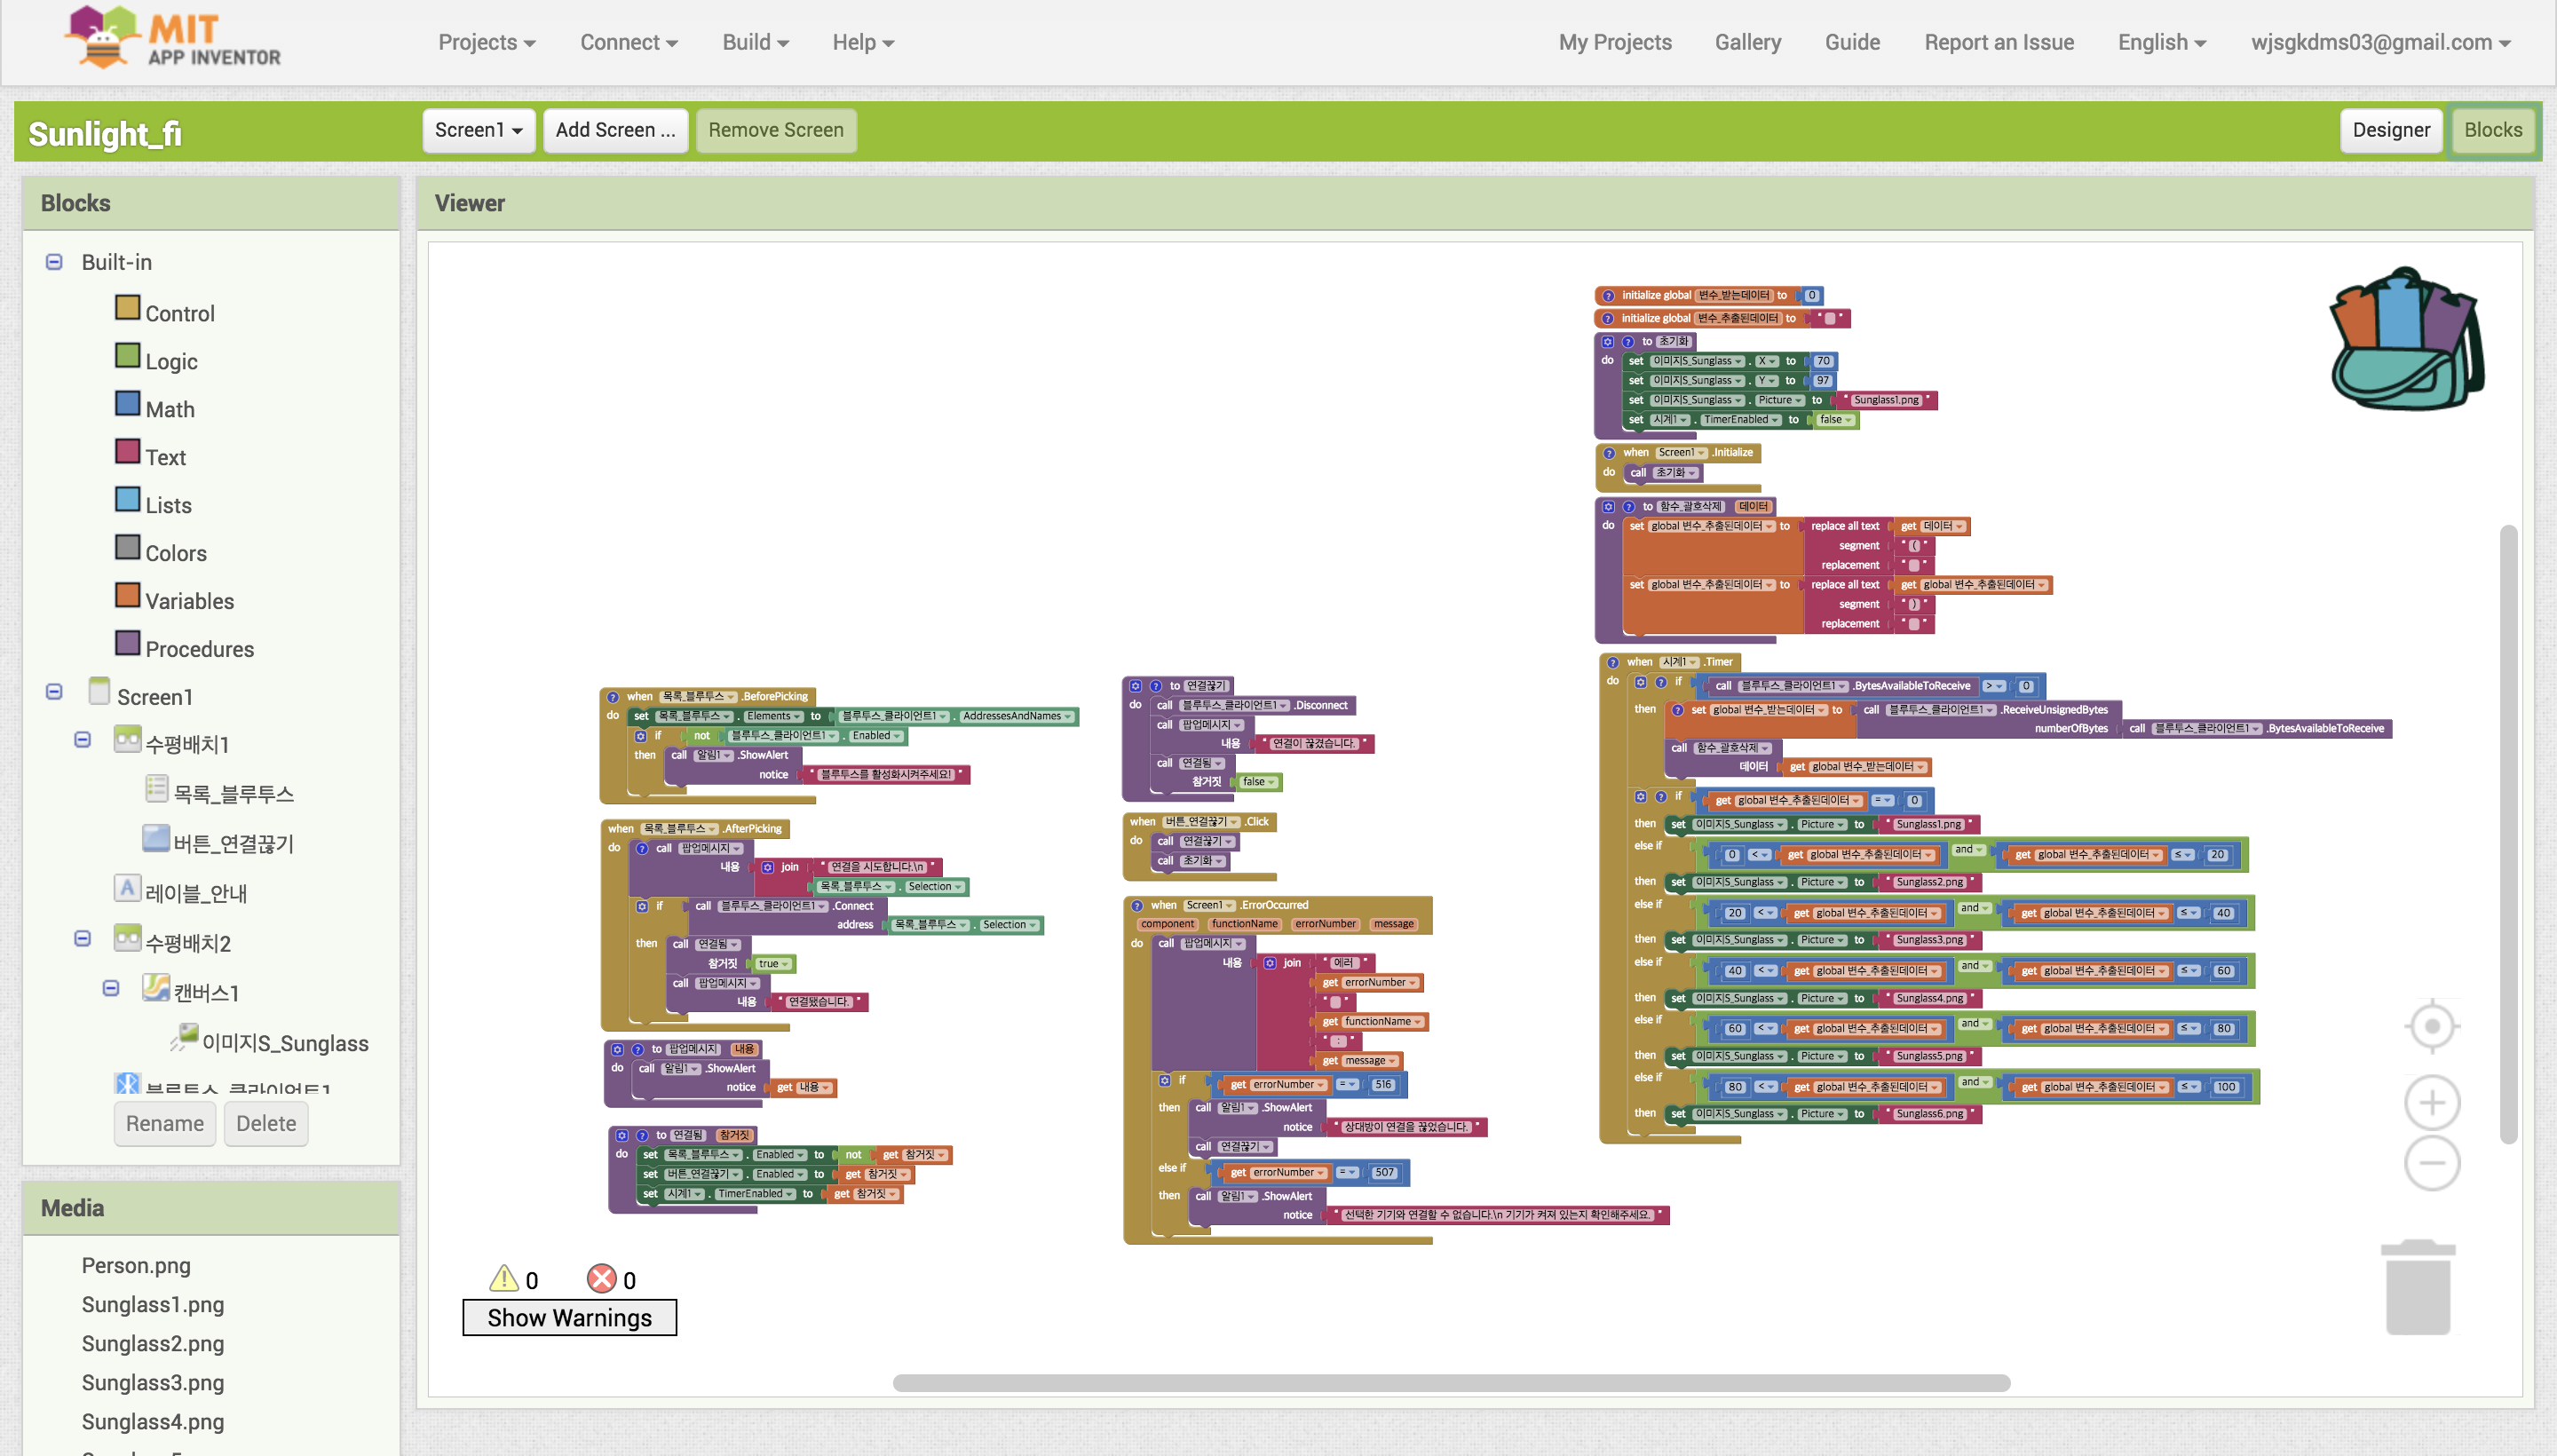 MIT
APP INVENTOR
Projects
Connect
Build
Help
My Projects
Gallery
Guide
Report an Issue
English
wjsgkdms03@gmail.com
Sunlight_fi
Screen1
Add Screen ...
Remove Screen
Designer
Blocks
Blocks
Built-in
Control
Logic
Math
Text
Lists
Colors
Variables
Procedures
Screen1
수평배치1
목록_블루투스
버튼_연결끊기
레이블_안내
수평배치2
캔버스1
이미지S_Sunglass
블루투스_클라이언트1
Rename
Delete
Media
Person.png
Sunglass1.png
Sunglass2.png
Sunglass3.png
Sunglass4.png
Viewer
when 목록_블루투스 .BeforePicking
do set 목록_블루투스 . Elements to 블루투스_클라이언트1 . AddressesAndNames
if not 블루투스_클라이언트1 . Enabled
then call 알림1 .ShowAlert
notice " 블루투스를 활성화시켜주세요! "
when 목록_블루투스 .AfterPicking
do call 팝업메시지
내용 join " 연결을 시도합니다.\n "
목록_블루투스 . Selection
if call 블루투스_클라이언트1 .Connect
address 목록_블루투스 . Selection
then call 연결됨
참거짓 true
call 팝업메시지
내용 " 연결됐습니다. "
to 팝업메시지 내용
do call 알림1 .ShowAlert
notice get 내용
to 연결됨 참거짓
do set 목록_블루투스 . Enabled to not get 참거짓
set 버튼_연결끊기 . Enabled to get 참거짓
set 시계1 . TimerEnabled to get 참거짓
to 연결끊기
do call 블루투스_클라이언트1 .Disconnect
call 팝업메시지
내용 " 연결이 끊겼습니다. "
call 연결됨
참거짓 false
when 버튼_연결끊기 .Click
do call 연결끊기
call 초기화
when Screen1 .ErrorOccurred
component functionName errorNumber message
do call 팝업메시지
내용 join " 에러 "
get errorNumber
" "
get functionName
" : "
get message
if get errorNumber = 516
then call 알림1 .ShowAlert
notice " 상대방이 연결을 끊었습니다. "
call 연결끊기
else if get errorNumber = 507
then call 알림1 .ShowAlert
notice " 선택한 기기와 연결할 수 없습니다.\n 기기가 켜져 있는지 확인해주세요. "
initialize global 변수_받는데이터 to 0
initialize global 변수_추출된데이터 to " "
to 초기화
do set 이미지S_Sunglass . X to 70
set 이미지S_Sunglass . Y to 97
set 이미지S_Sunglass . Picture to " Sunglass1.png "
set 시계1 . TimerEnabled to false
when Screen1 .Initialize
do call 초기화
to 함수_괄호삭제 데이터
do set global 변수_추출된데이터 to replace all text get 데이터
segment " ( "
replacement " "
set global 변수_추출된데이터 to replace all text get global 변수_추출된데이터
segment " ) "
replacement " "
when 시계1 .Timer
do if call 블루투스_클라이언트1 .BytesAvailableToReceive > 0
then set global 변수_받는데이터 to call 블루투스_클라이언트1 .ReceiveUnsignedBytes
numberOfBytes call 블루투스_클라이언트1 .BytesAvailableToReceive
call 함수_괄호삭제
데이터 get global 변수_받는데이터
if get global 변수_추출된데이터 = 0
then set 이미지S_Sunglass . Picture to " Sunglass1.png "
else if 0 < get global 변수_추출된데이터 and get global 변수_추출된데이터 ≤ 20
then set 이미지S_Sunglass . Picture to " Sunglass2.png "
else if 20 < get global 변수_추출된데이터 and get global 변수_추출된데이터 ≤ 40
then set 이미지S_Sunglass . Picture to " Sunglass3.png "
else if 40 < get global 변수_추출된데이터 and get global 변수_추출된데이터 ≤ 60
then set 이미지S_Sunglass . Picture to " Sunglass4.png "
else if 60 < get global 변수_추출된데이터 and get global 변수_추출된데이터 ≤ 80
then set 이미지S_Sunglass . Picture to " Sunglass5.png "
else if 80 < get global 변수_추출된데이터 and get global 변수_추출된데이터 ≤ 100
then set 이미지S_Sunglass . Picture to " Sunglass6.png "
0
0
Show Warnings